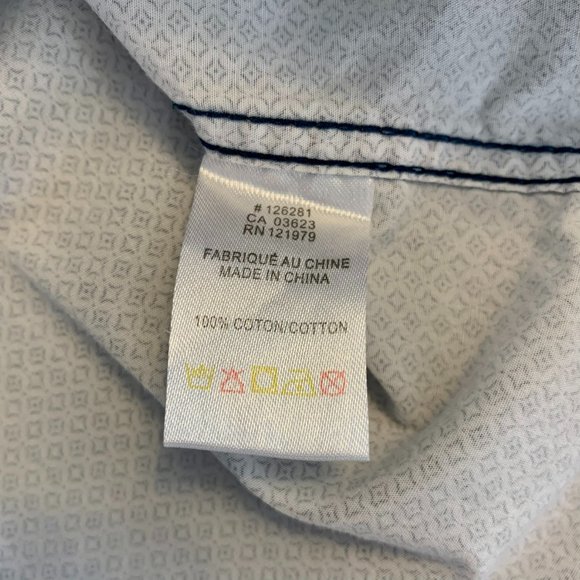 # 126281
CA 03623
RN 121979
FABRIQUÉ AU CHINE
MADE IN CHINA
100% COTON/COTTON